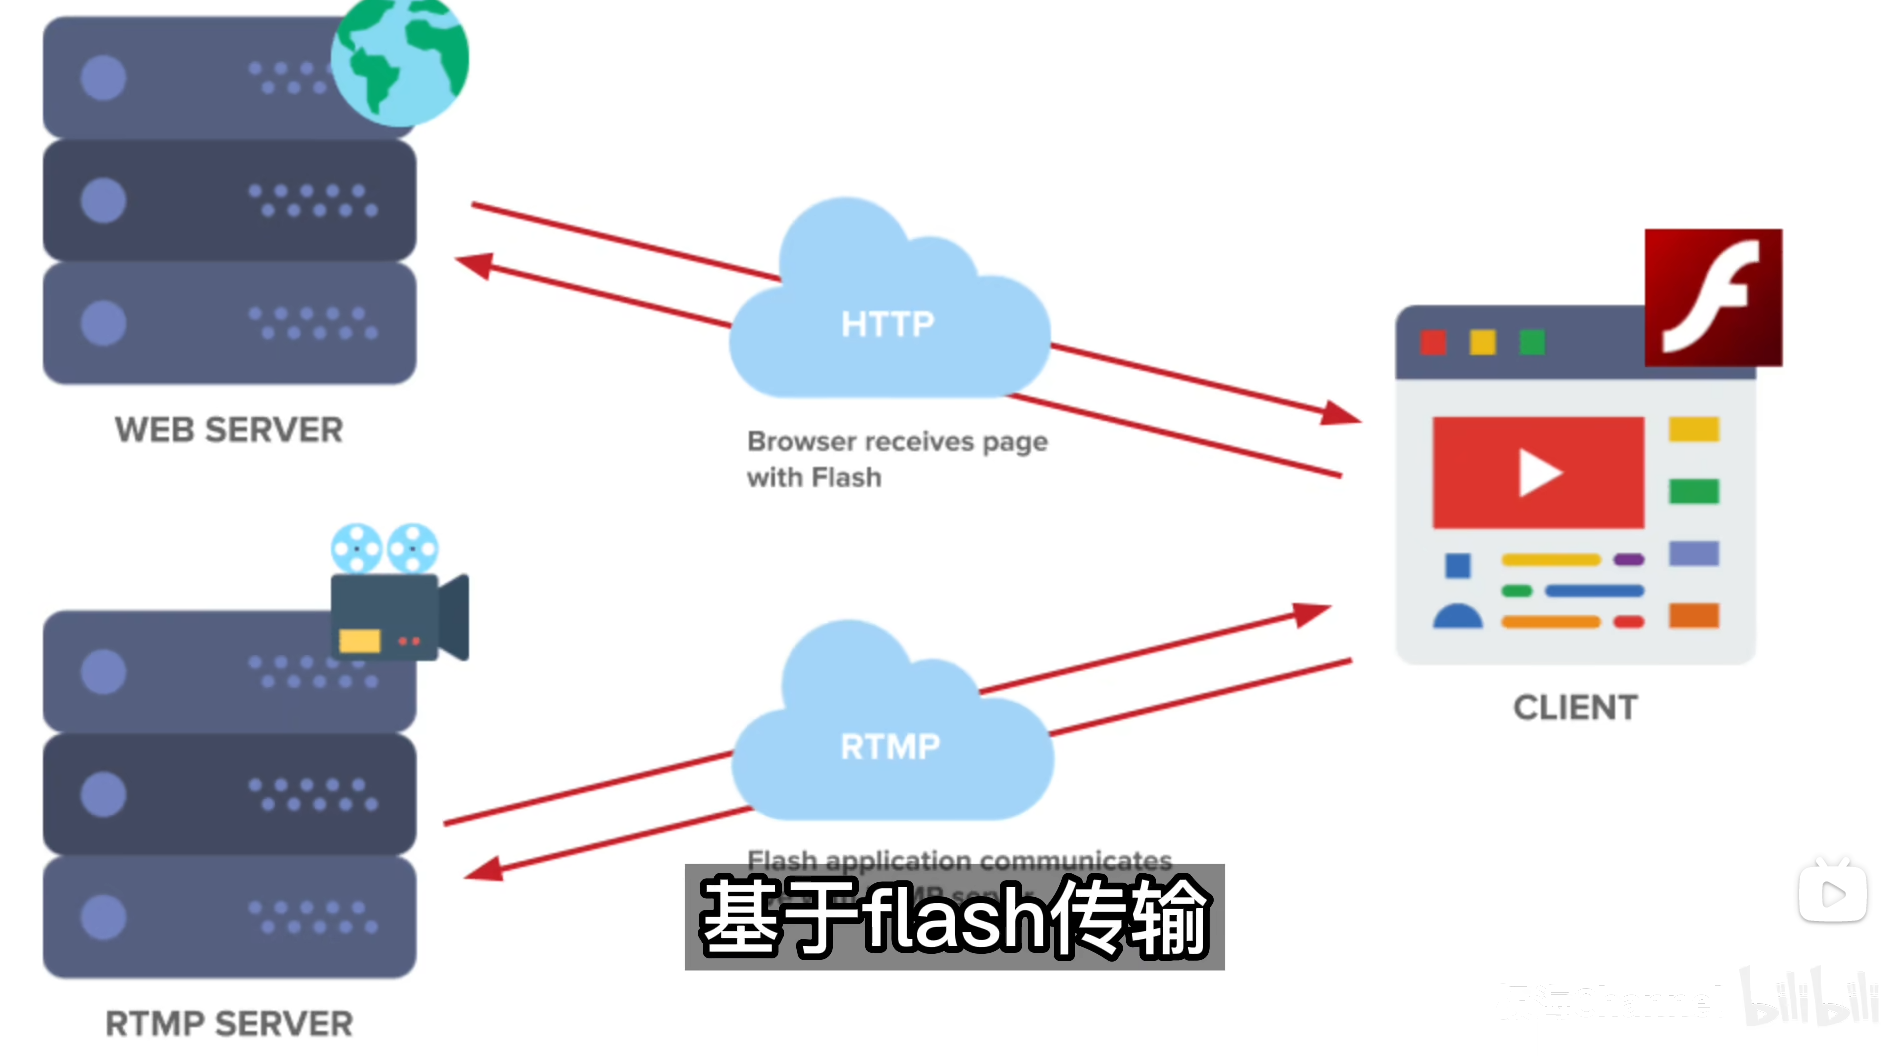 WEB SERVER
HTTP
Browser receives page
with Flash
CLIENT
RTMP
Flash application communicates
基于flash传输
RTMP SERVER
bilibili